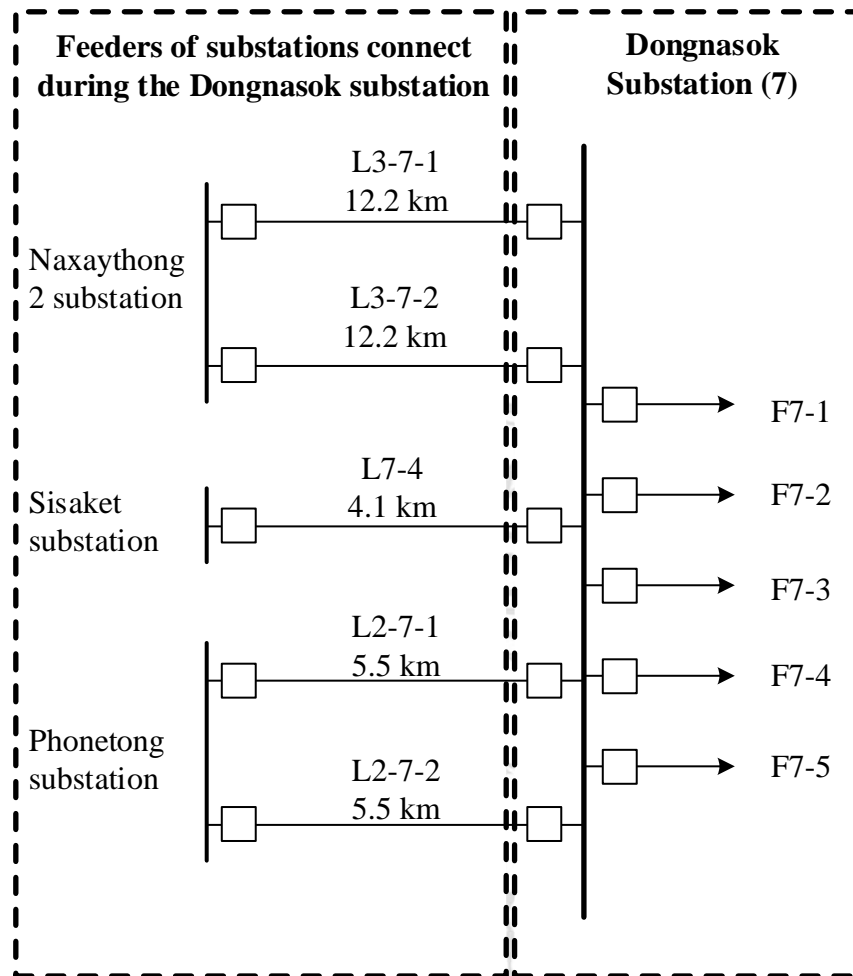 Feeders of substations connect
during the Dongnasok substation
Dongnasok
Substation (7)
L3-7-1
12.2 km
Naxaythong
2 substation
L3-7-2
12.2 km
F7-1
L7-4
4.1 km
F7-2
Sisaket
substation
F7-3
L2-7-1
5.5 km
F7-4
Phonetong
substation
L2-7-2
5.5 km
F7-5